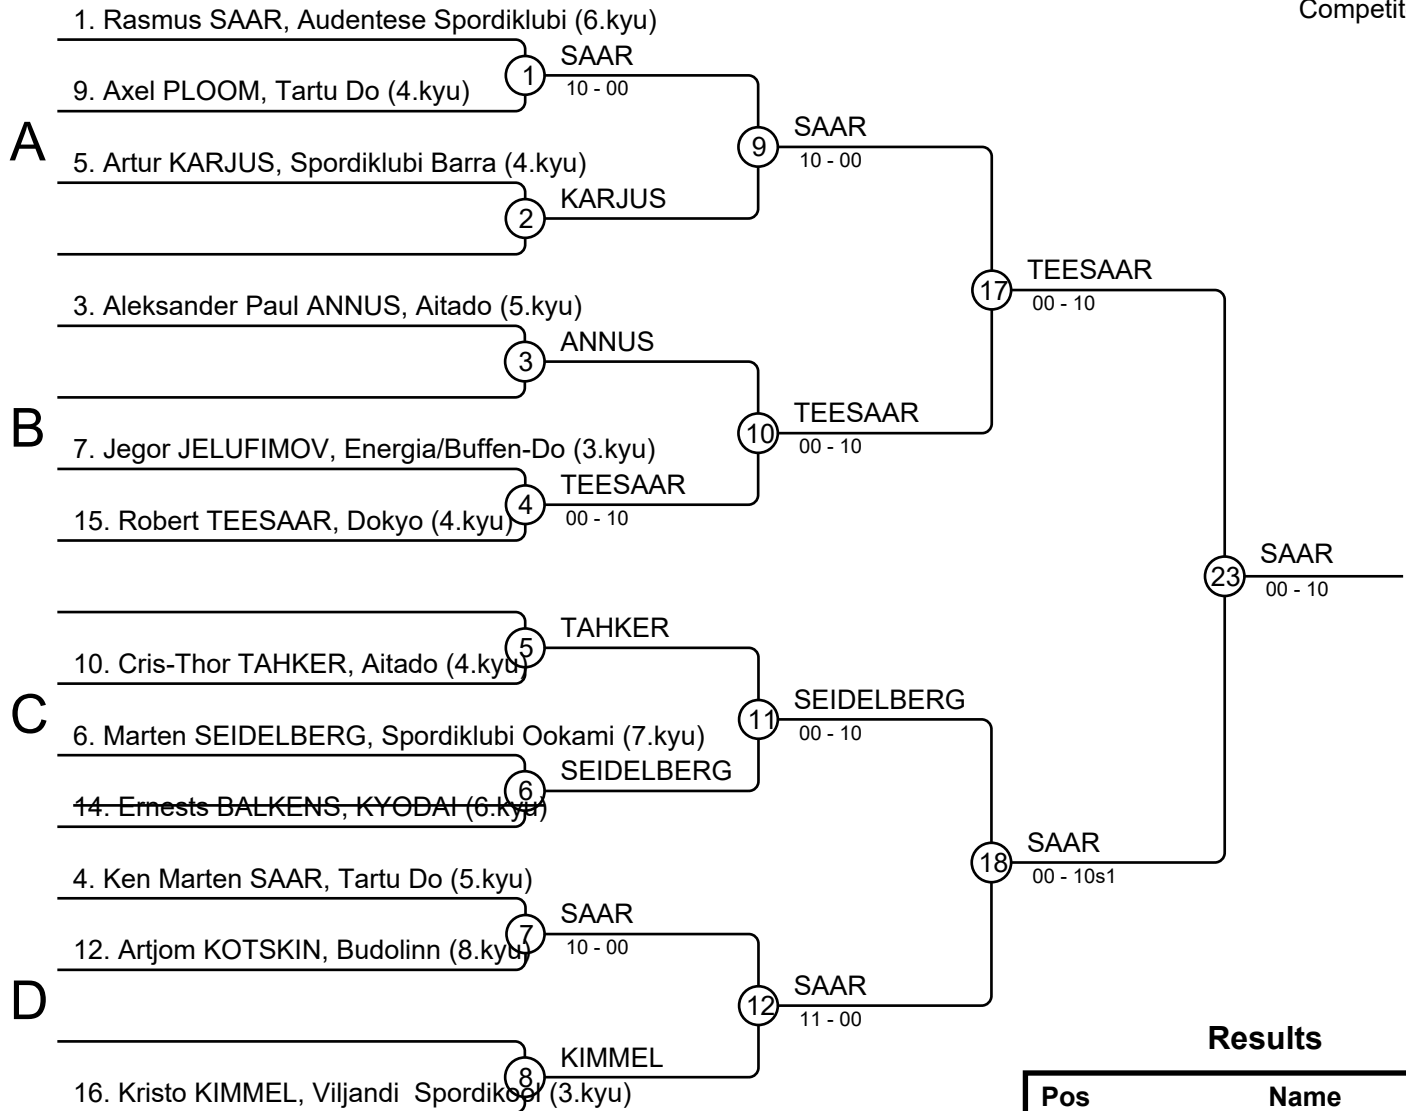 Competit
1. Rasmus SAAR, Audentese Spordiklubi (6.kyu)
1
SAAR
10 - 00
9. Axel PLOOM, Tartu Do (4.kyu)
A
9
SAAR
10 - 00
5. Artur KARJUS, Spordiklubi Barra (4.kyu)
2
KARJUS
17
TEESAAR
00 - 10
3. Aleksander Paul ANNUS, Aitado (5.kyu)
3
ANNUS
B
10
TEESAAR
00 - 10
7. Jegor JELUFIMOV, Energia/Buffen-Do (3.kyu)
4
TEESAAR
00 - 10
15. Robert TEESAAR, Dokyo (4.kyu)
23
SAAR
00 - 10
5
TAHKER
10. Cris-Thor TAHKER, Aitado (4.kyu)
C
11
SEIDELBERG
00 - 10
6. Marten SEIDELBERG, Spordiklubi Ookami (7.kyu)
6
SEIDELBERG
14. Ernests BALKENS, KYODAI (6.kyu)
18
SAAR
00 - 10s1
4. Ken Marten SAAR, Tartu Do (5.kyu)
7
SAAR
10 - 00
12. Artjom KOTSKIN, Budolinn (8.kyu)
D
12
SAAR
11 - 00
8
KIMMEL
16. Kristo KIMMEL, Viljandi Spordikool (3.kyu)
Results
Pos Name